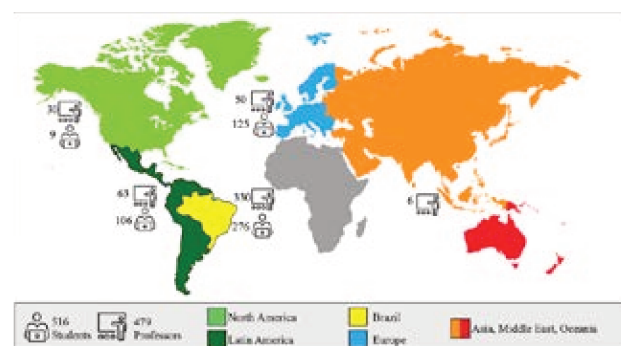 30
9
50
125
63
106
330
276
6
516
Students
479
Professors
North America
Latin America
Brazil
Europe
Asia, Middle East, Oceania